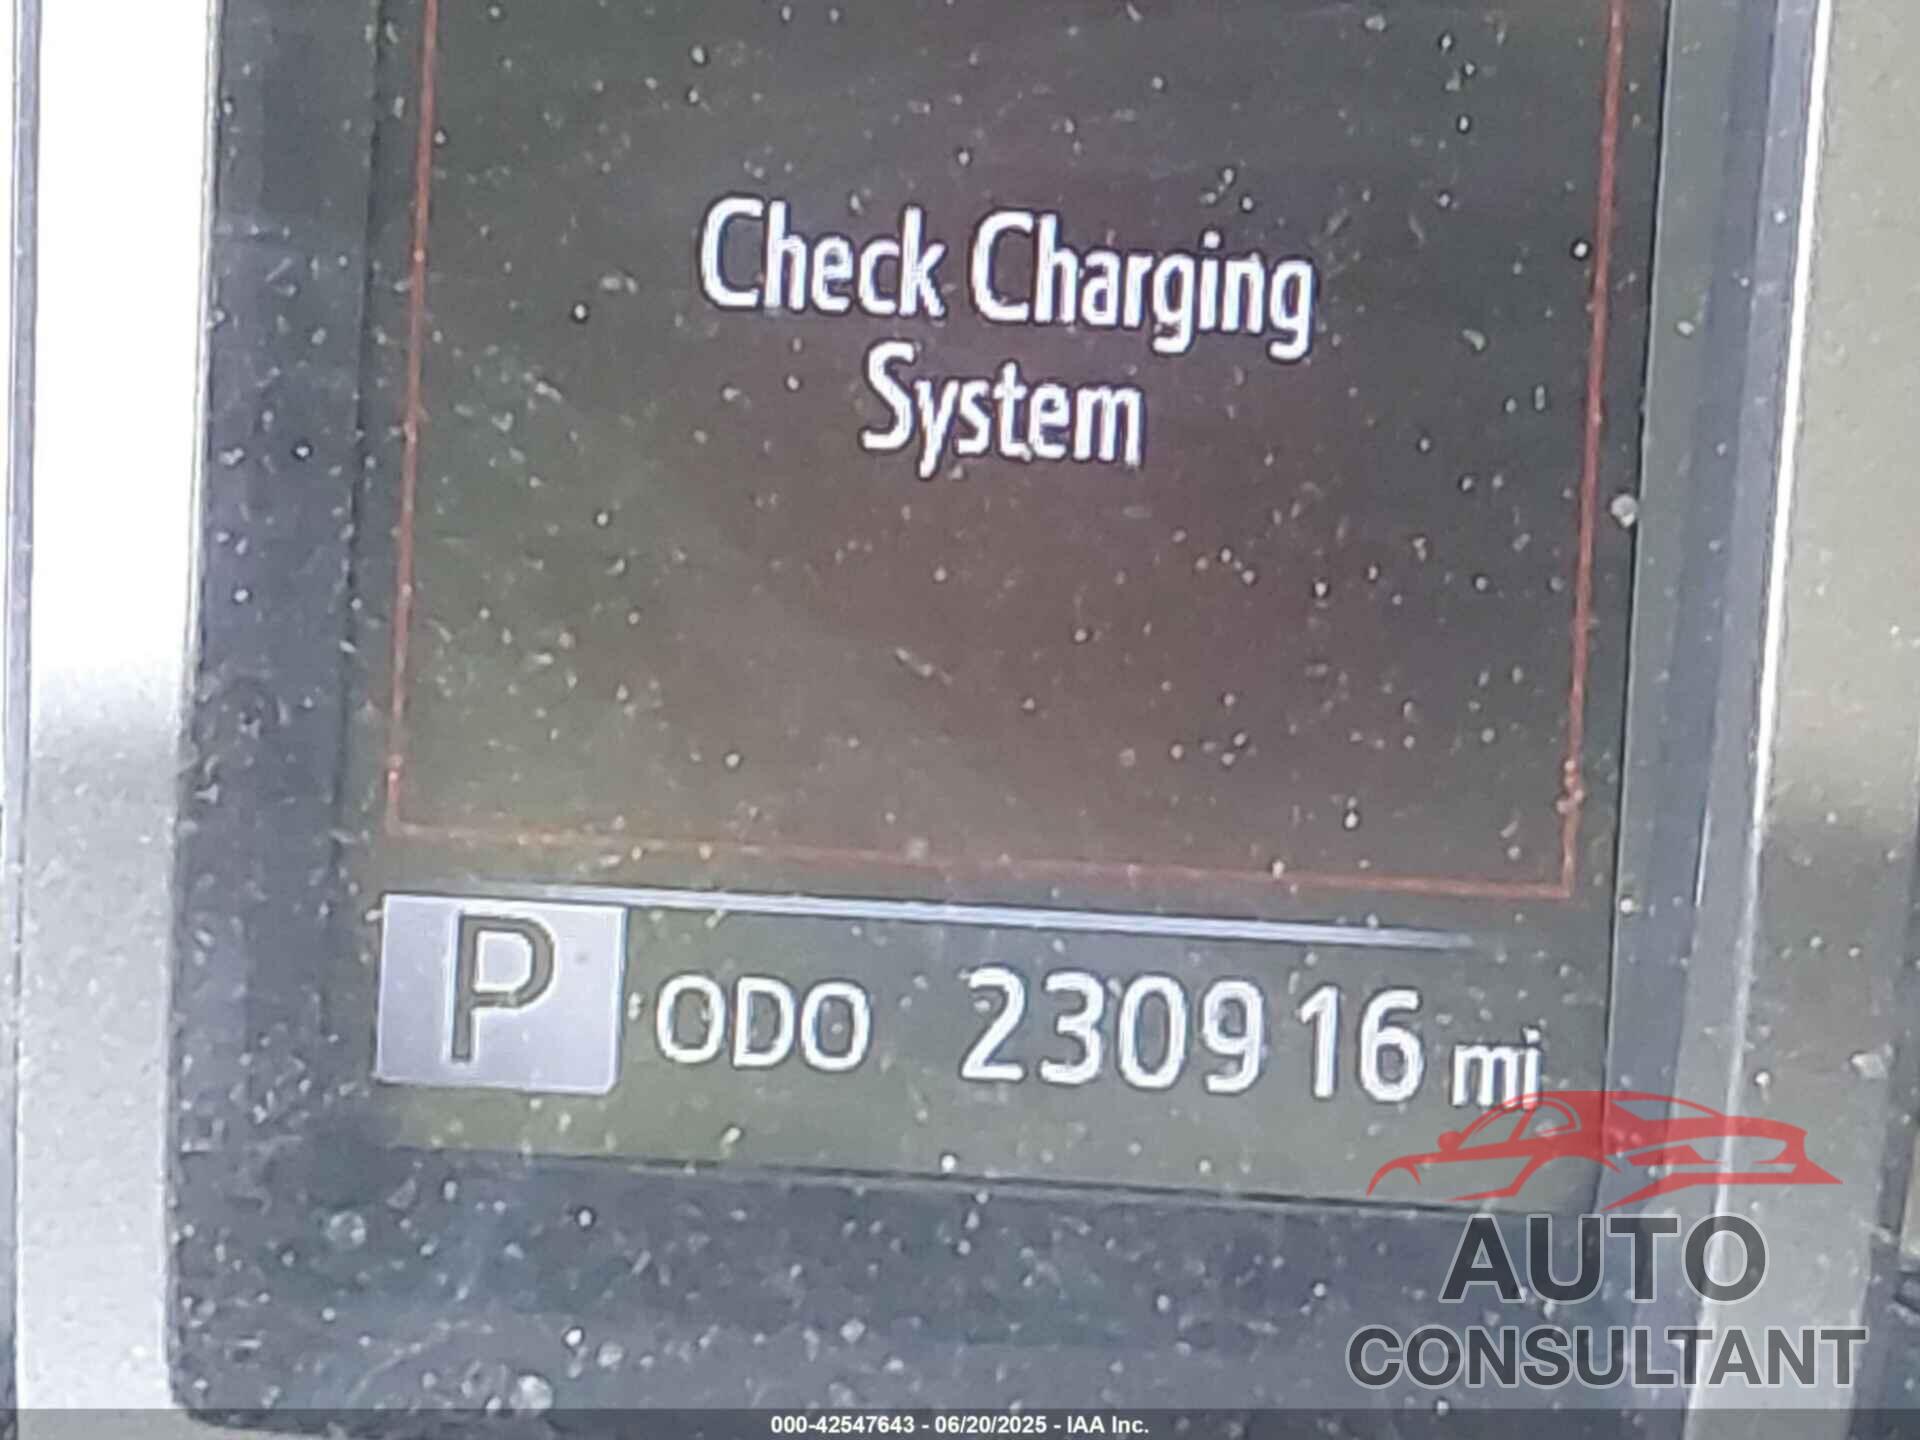 Check Charging
System
P ODO 230916 mi
AUTO
CONSULTANT
000-42547643 - 06/20/2025 - IAA Inc.